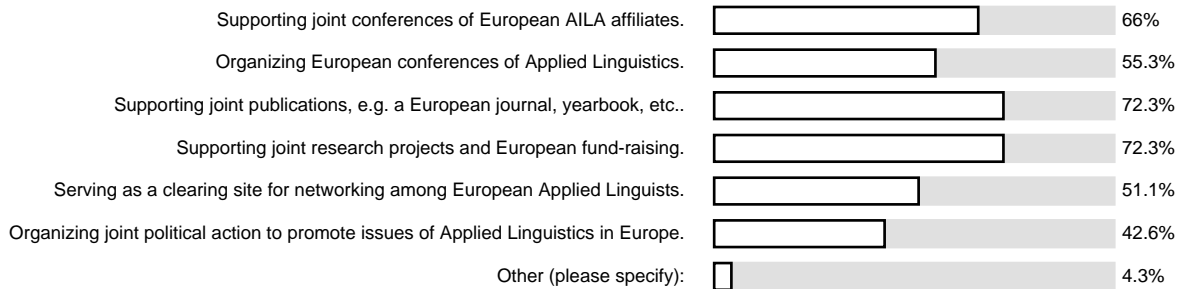 Supporting joint conferences of European AILA affiliates. 66%
Organizing European conferences of Applied Linguistics. 55.3%
Supporting joint publications, e.g. a European journal, yearbook, etc.. 72.3%
Supporting joint research projects and European fund-raising. 72.3%
Serving as a clearing site for networking among European Applied Linguists. 51.1%
Organizing joint political action to promote issues of Applied Linguistics in Europe. 42.6%
Other (please specify): 4.3%